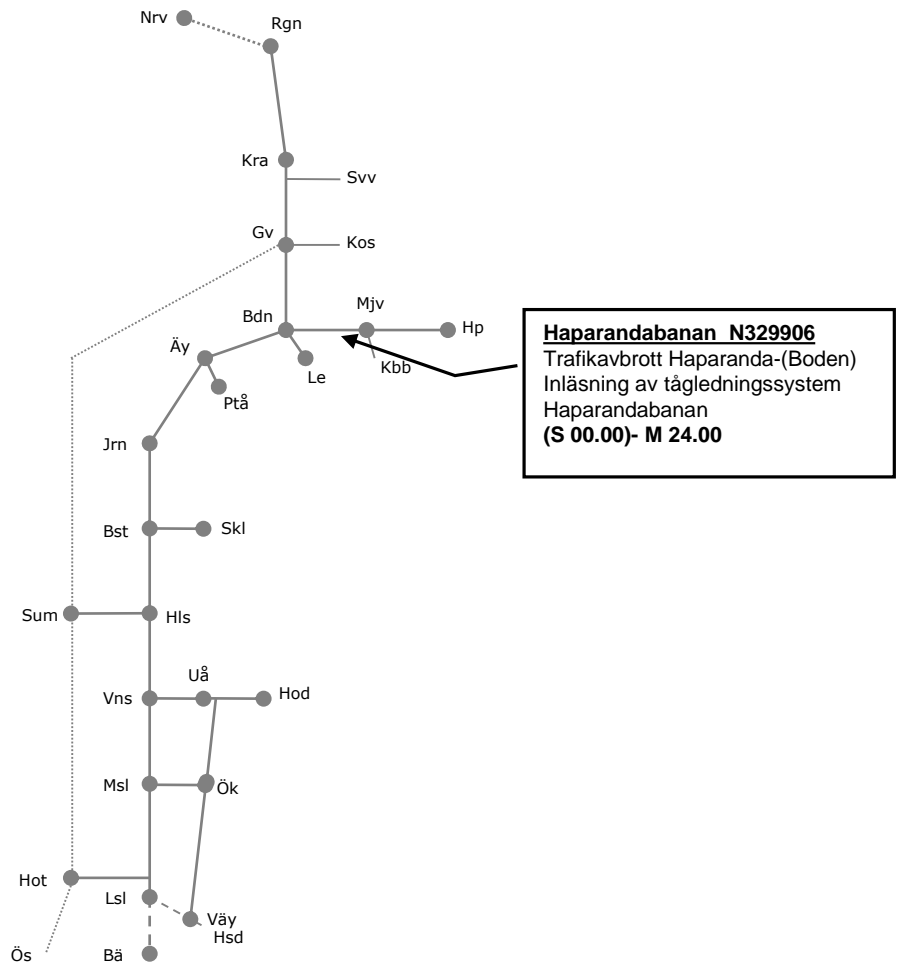 Nrv
Rgn
Kra
Svv
Gv
Kos
Bdn
Mjv
Hp
Haparandabanan N329906
Trafikavbrott Haparanda-(Boden)
Inläsning av tågledningssystem
Haparandabanan
(S 00.00)- M 24.00
Äy
Le
Kbb
Ptå
Jrn
Bst
Skl
Sum
Hls
Uå
Vns
Hod
Msl
Ök
Hot
Lsl
Väy
Hsd
Ös
Bä